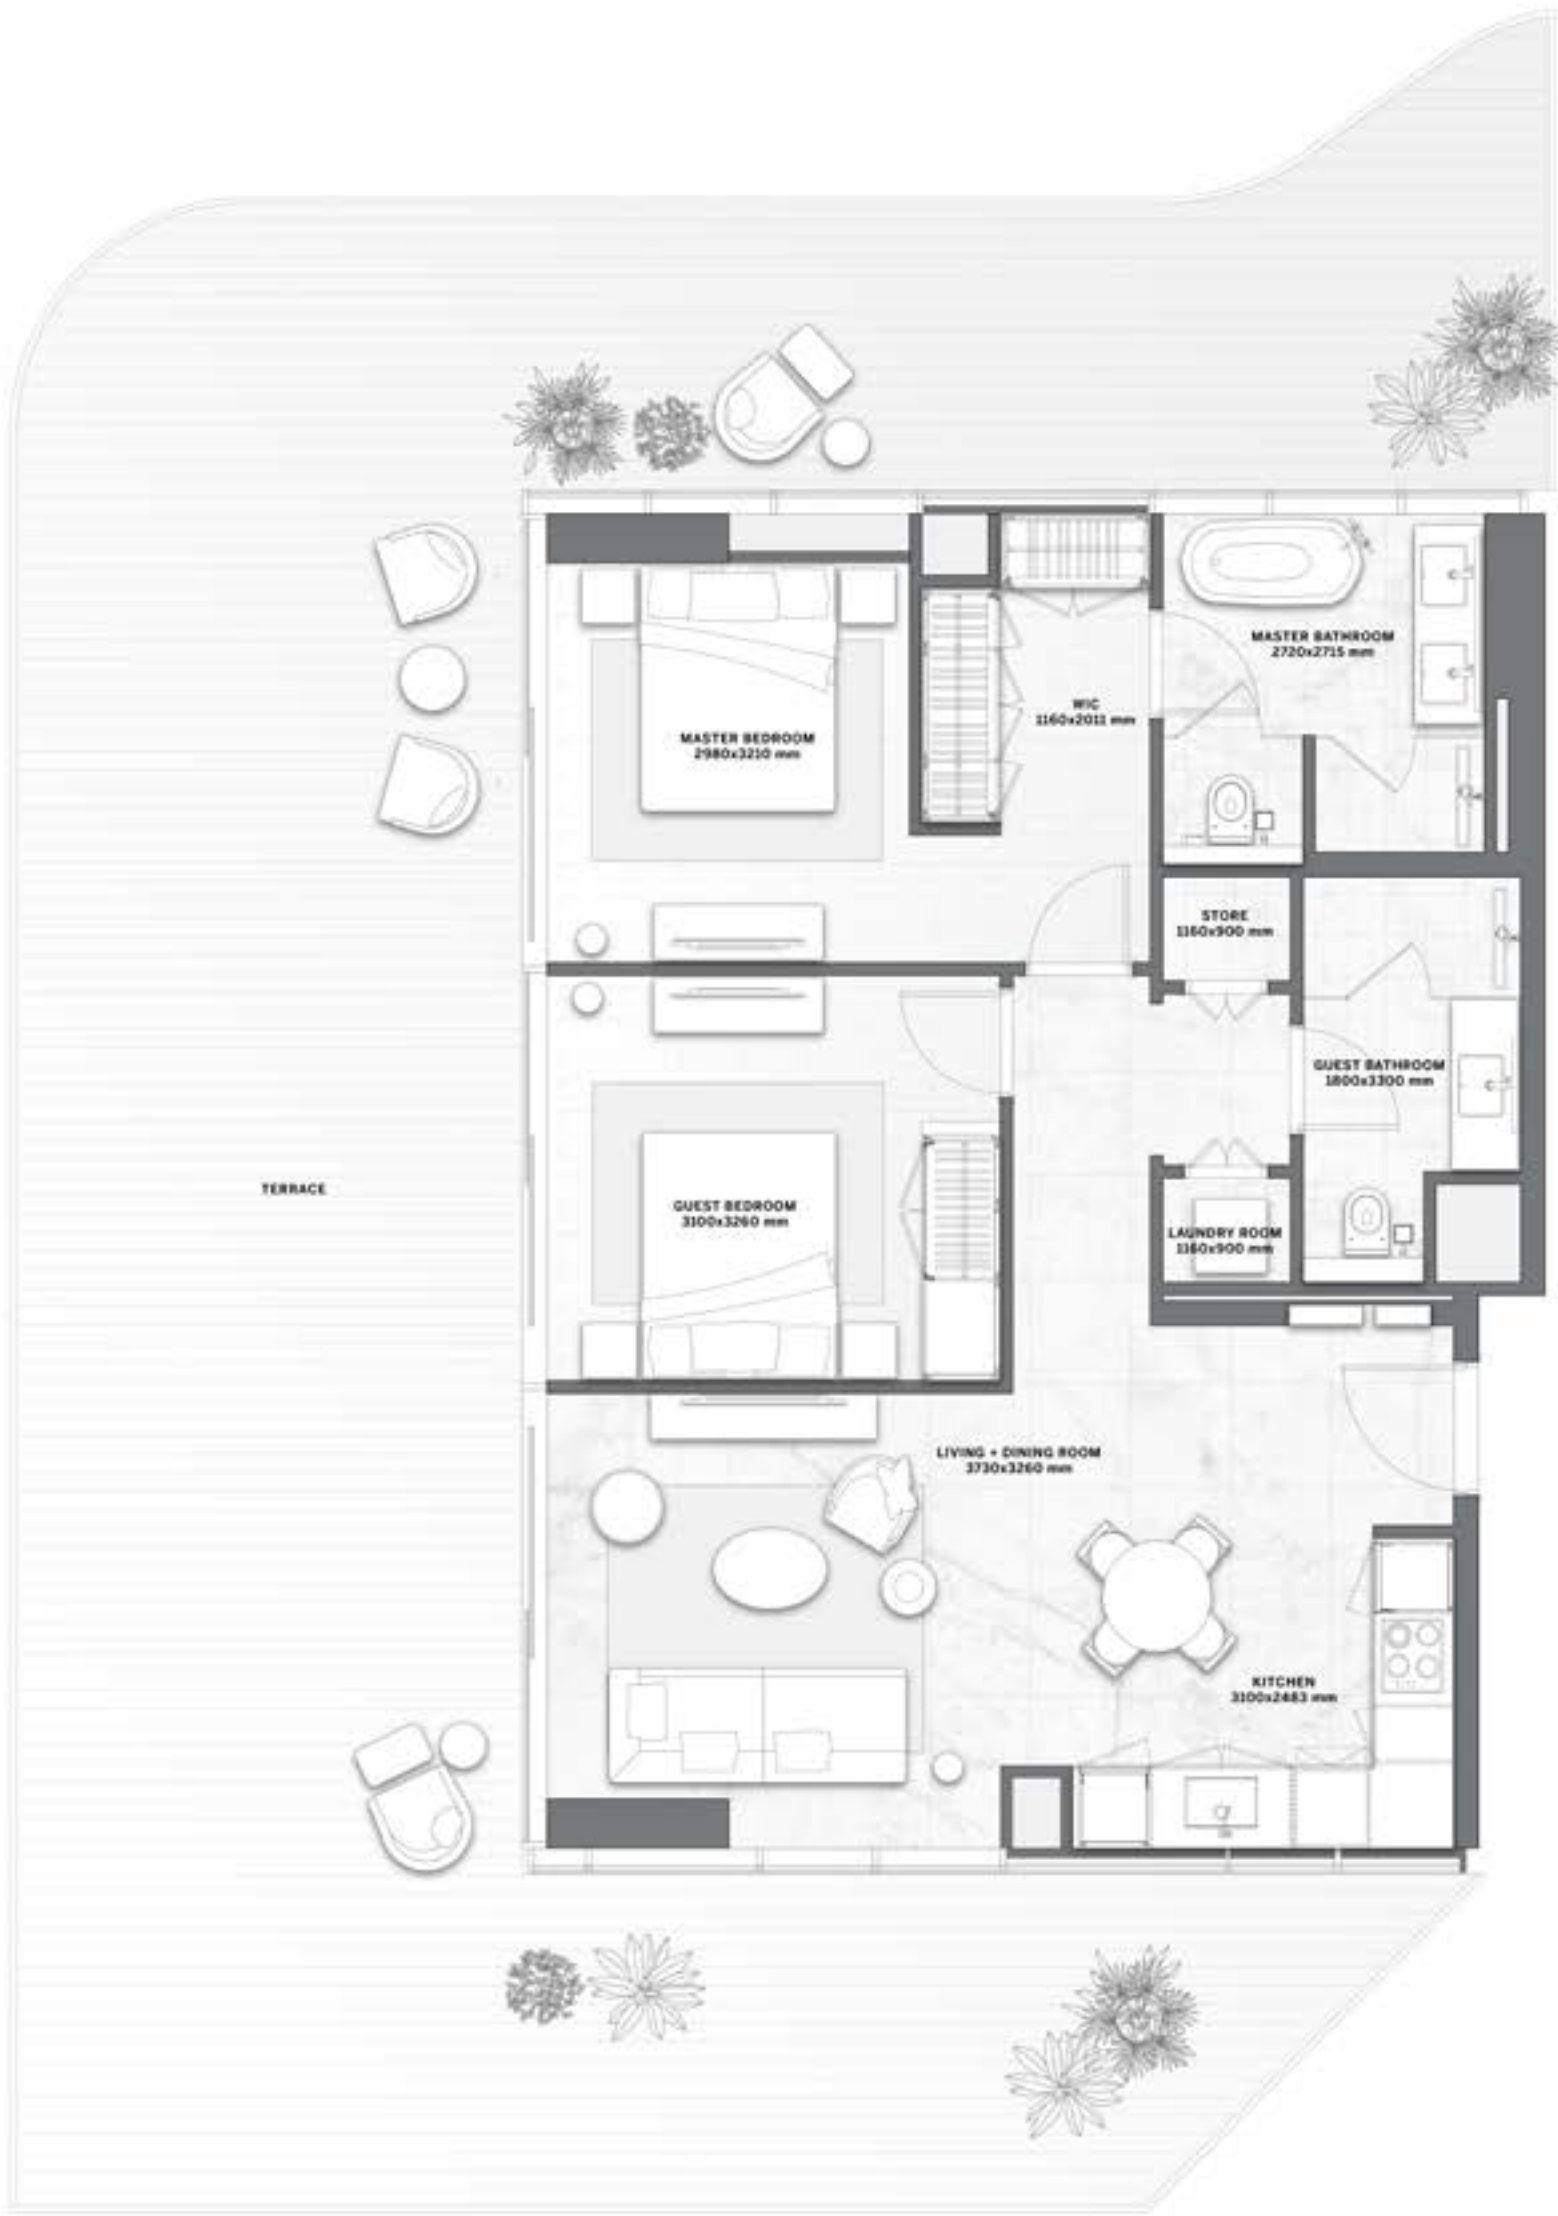 MASTER BATHROOM
2720x2715 mm
WIC
1160x2011 mm
MASTER BEDROOM
2980x3210 mm
STORE
1160x900 mm
GUEST BATHROOM
1800x3300 mm
TERRACE
GUEST BEDROOM
3100x3260 mm
LAUNDRY ROOM
1160x900 mm
LIVING + DINING ROOM
3730x3260 mm
KITCHEN
3100x2483 mm